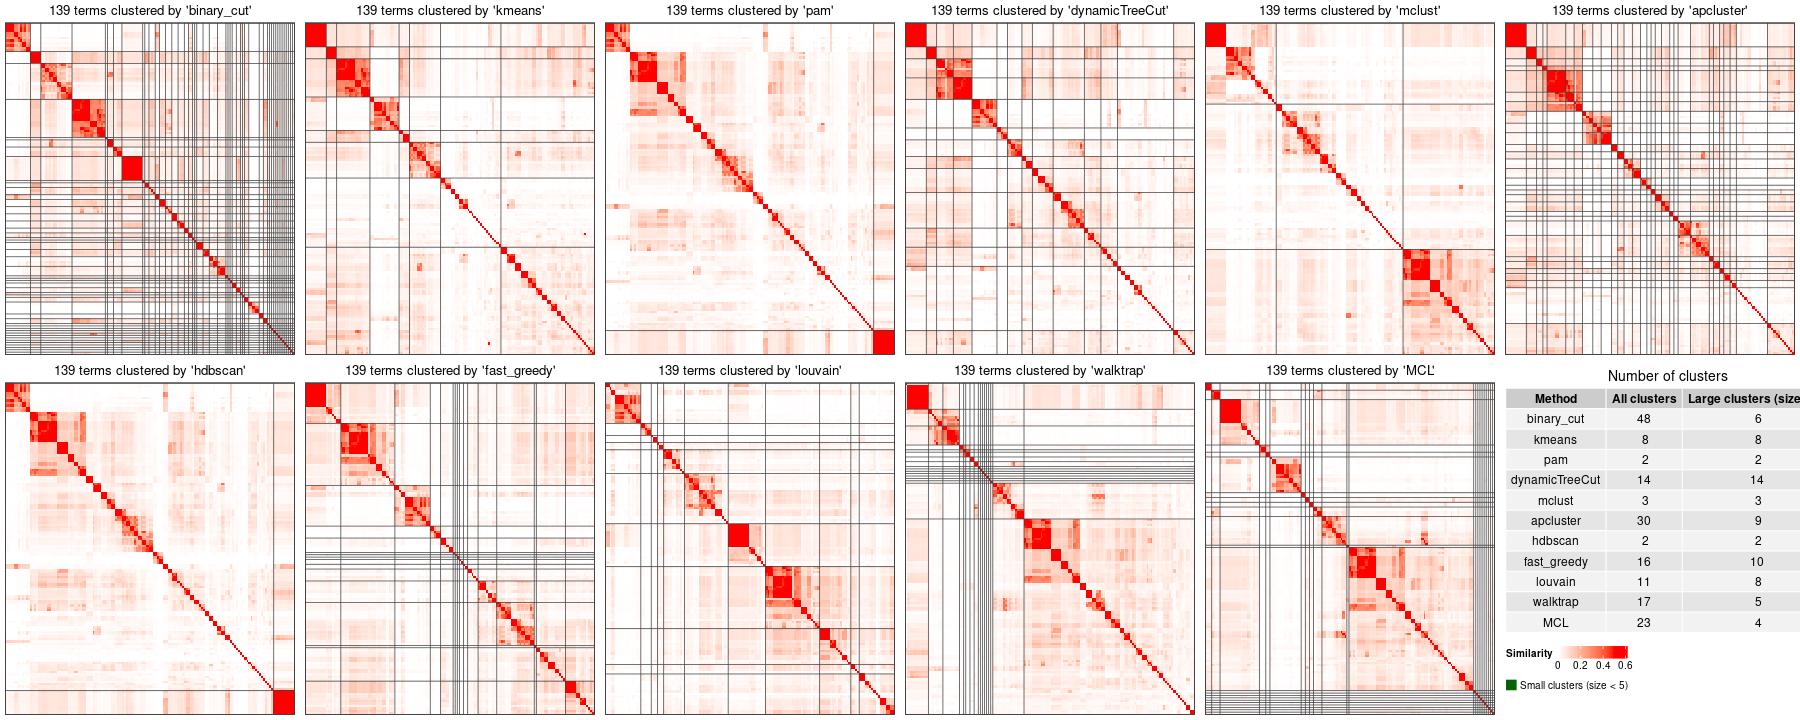 139 terms clustered by 'binary_cut'
139 terms clustered by 'kmeans'
139 terms clustered by 'pam'
139 terms clustered by 'dynamicTreeCut'
139 terms clustered by 'mclust'
139 terms clustered by 'apcluster'
139 terms clustered by 'hdbscan'
139 terms clustered by 'fast_greedy'
139 terms clustered by 'louvain'
139 terms clustered by 'walktrap'
139 terms clustered by 'MCL'
Number of clusters
Method All clusters Large clusters (size
binary_cut 48 6
kmeans 8 8
pam 2 2
dynamicTreeCut 14 14
mclust 3 3
apcluster 30 9
hdbscan 2 2
fast_greedy 16 10
louvain 11 8
walktrap 17 5
MCL 23 4
Similarity
0 0.2 0.4 0.6
Small clusters (size < 5)